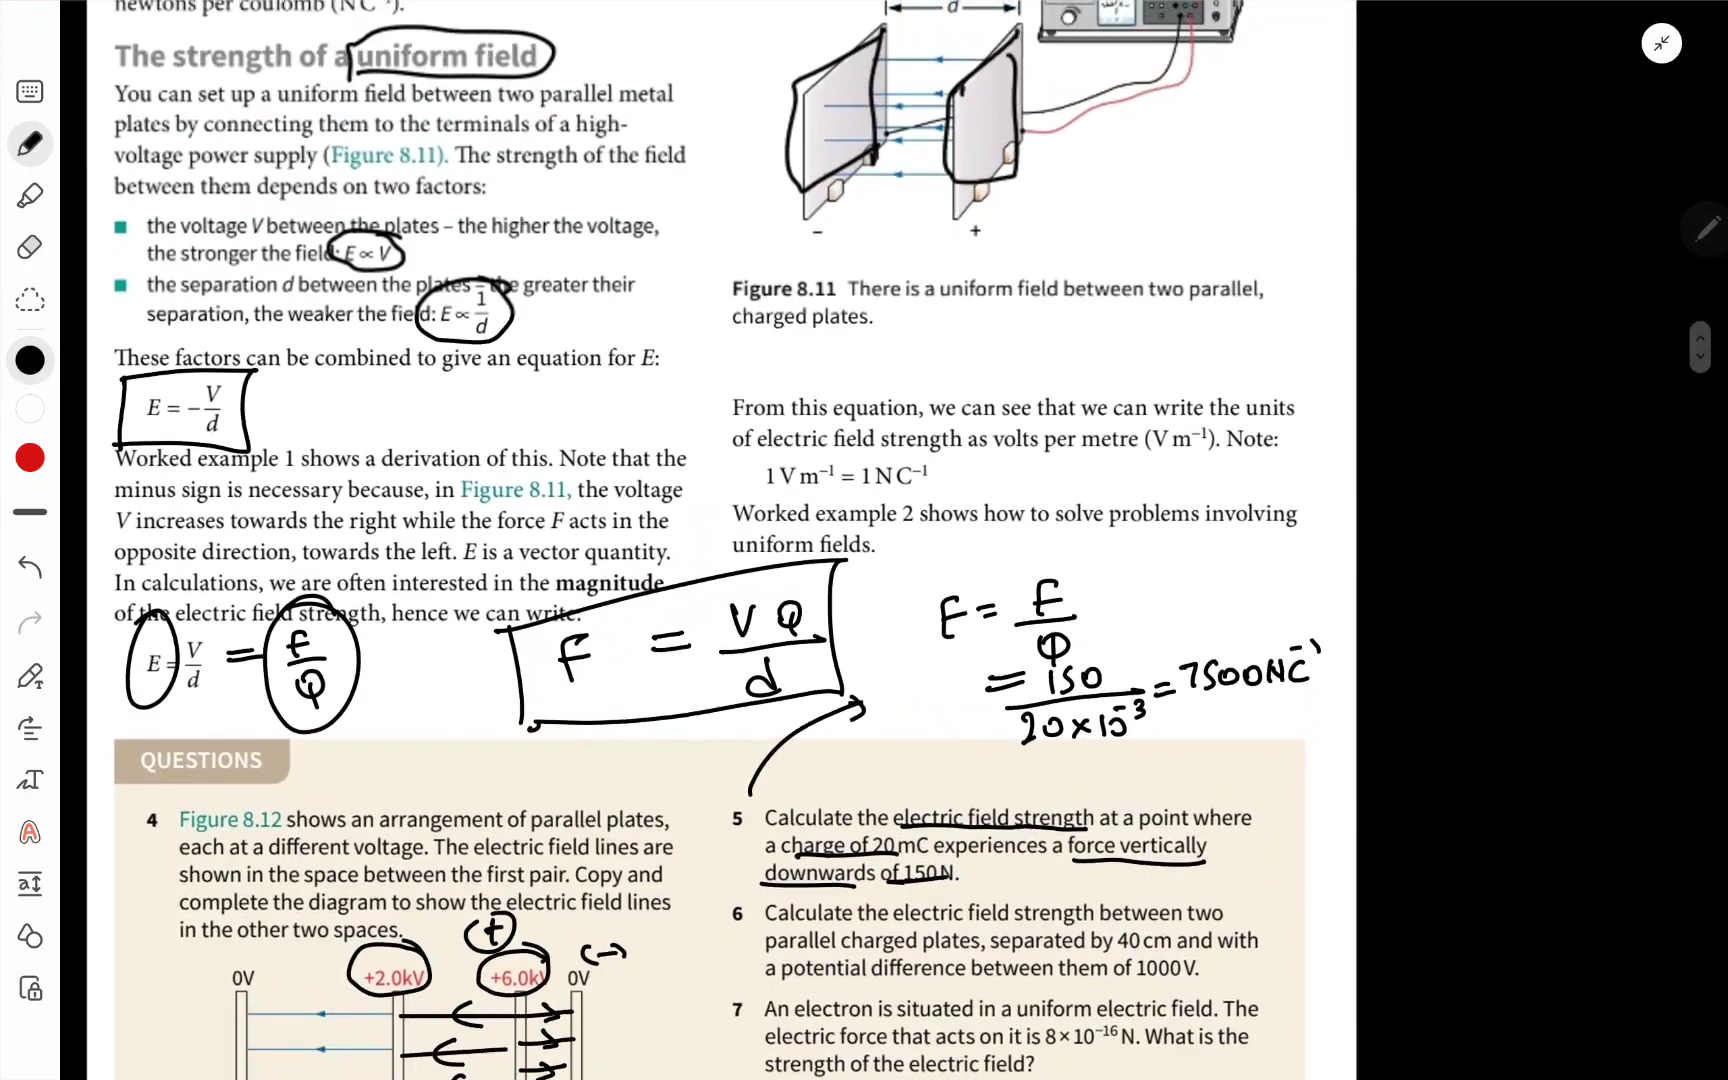 newtons per coulomb (N C⁻¹).
The strength of a uniform field
You can set up a uniform field between two parallel metal
plates by connecting them to the terminals of a high-
voltage power supply (Figure 8.11). The strength of the field
between them depends on two factors:
■ the voltage V between the plates – the higher the voltage,
the stronger the field: E ∝ V
■ the separation d between the plates – the greater their
separation, the weaker the field: E ∝ 1/d
These factors can be combined to give an equation for E:
E = –V/d
Worked example 1 shows a derivation of this. Note that the
minus sign is necessary because, in Figure 8.11, the voltage
V increases towards the right while the force F acts in the
opposite direction, towards the left. E is a vector quantity.
In calculations, we are often interested in the magnitude
of the electric field strength, hence we can write:
E = V/d = F/Q
F = VQ/d
d
– +
Figure 8.11 There is a uniform field between two parallel,
charged plates.
From this equation, we can see that we can write the units
of electric field strength as volts per metre (V m⁻¹). Note:
1 V m⁻¹ = 1 N C⁻¹
Worked example 2 shows how to solve problems involving
uniform fields.
E = F/Q
= 150/20×10⁻³ = 7500NC⁻¹
QUESTIONS
4 Figure 8.12 shows an arrangement of parallel plates,
each at a different voltage. The electric field lines are
shown in the space between the first pair. Copy and
complete the diagram to show the electric field lines
in the other two spaces.
(+) (–)
0V +2.0kV +6.0kV 0V
5 Calculate the electric field strength at a point where
a charge of 20 mC experiences a force vertically
downwards of 150 N.
6 Calculate the electric field strength between two
parallel charged plates, separated by 40 cm and with
a potential difference between them of 1000 V.
7 An electron is situated in a uniform electric field. The
electric force that acts on it is 8 × 10⁻¹⁶ N. What is the
strength of the electric field?